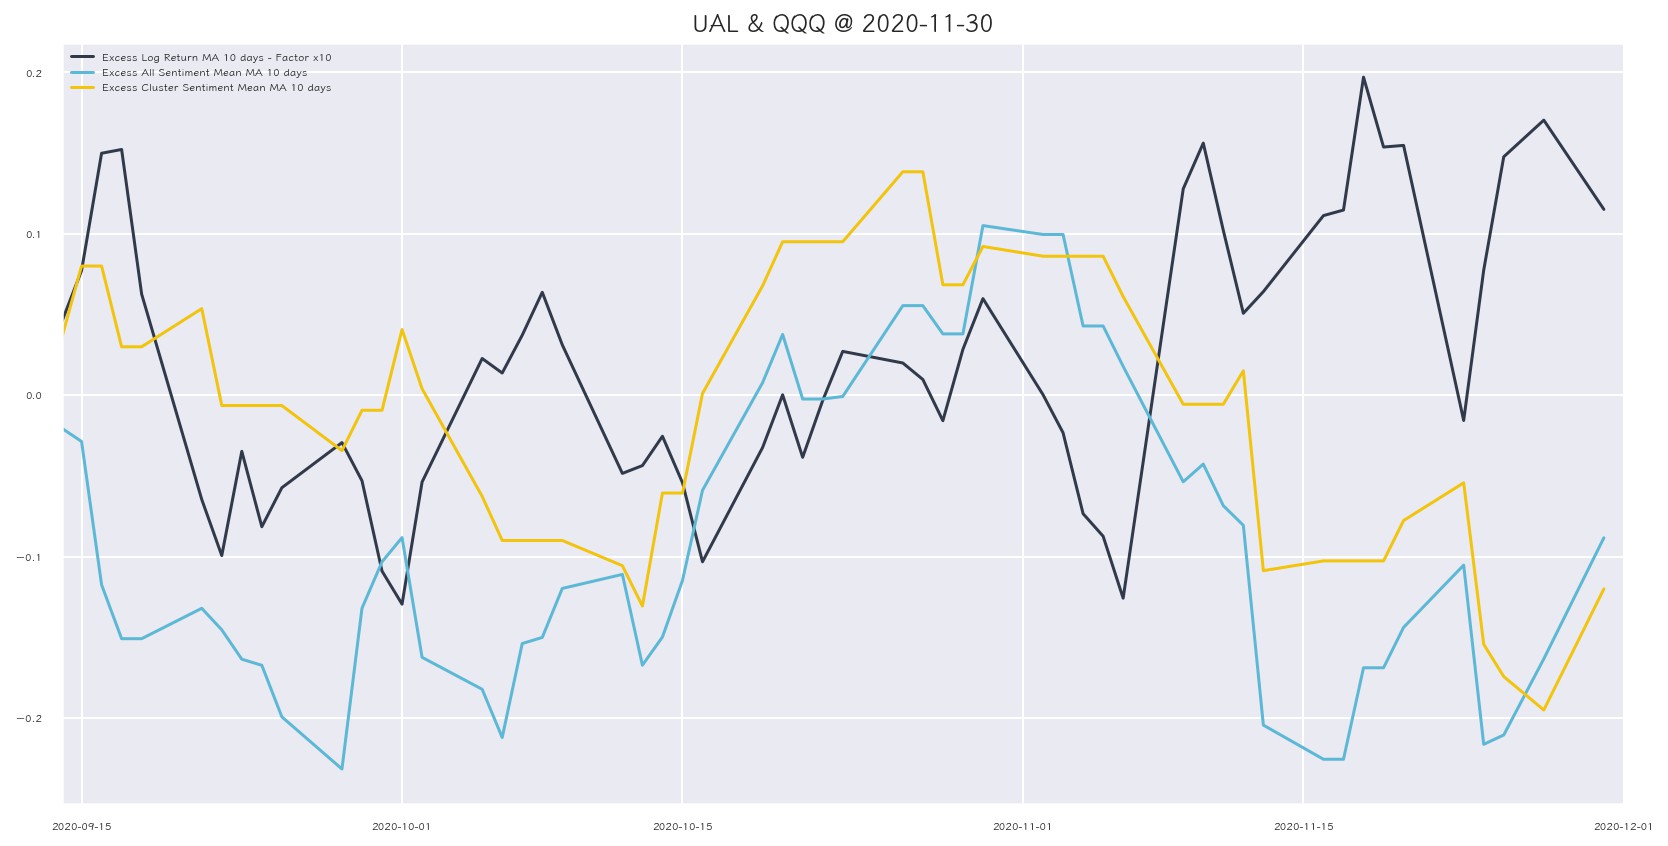 UAL & QQQ @ 2020-11-30
Excess Log Return MA 10 days - Factor x10
Excess All Sentiment Mean MA 10 days
Excess Cluster Sentiment Mean MA 10 days
0.2
0.1
0.0
−0.1
−0.2
2020-09-15 2020-10-01 2020-10-15 2020-11-01 2020-11-15 2020-12-01